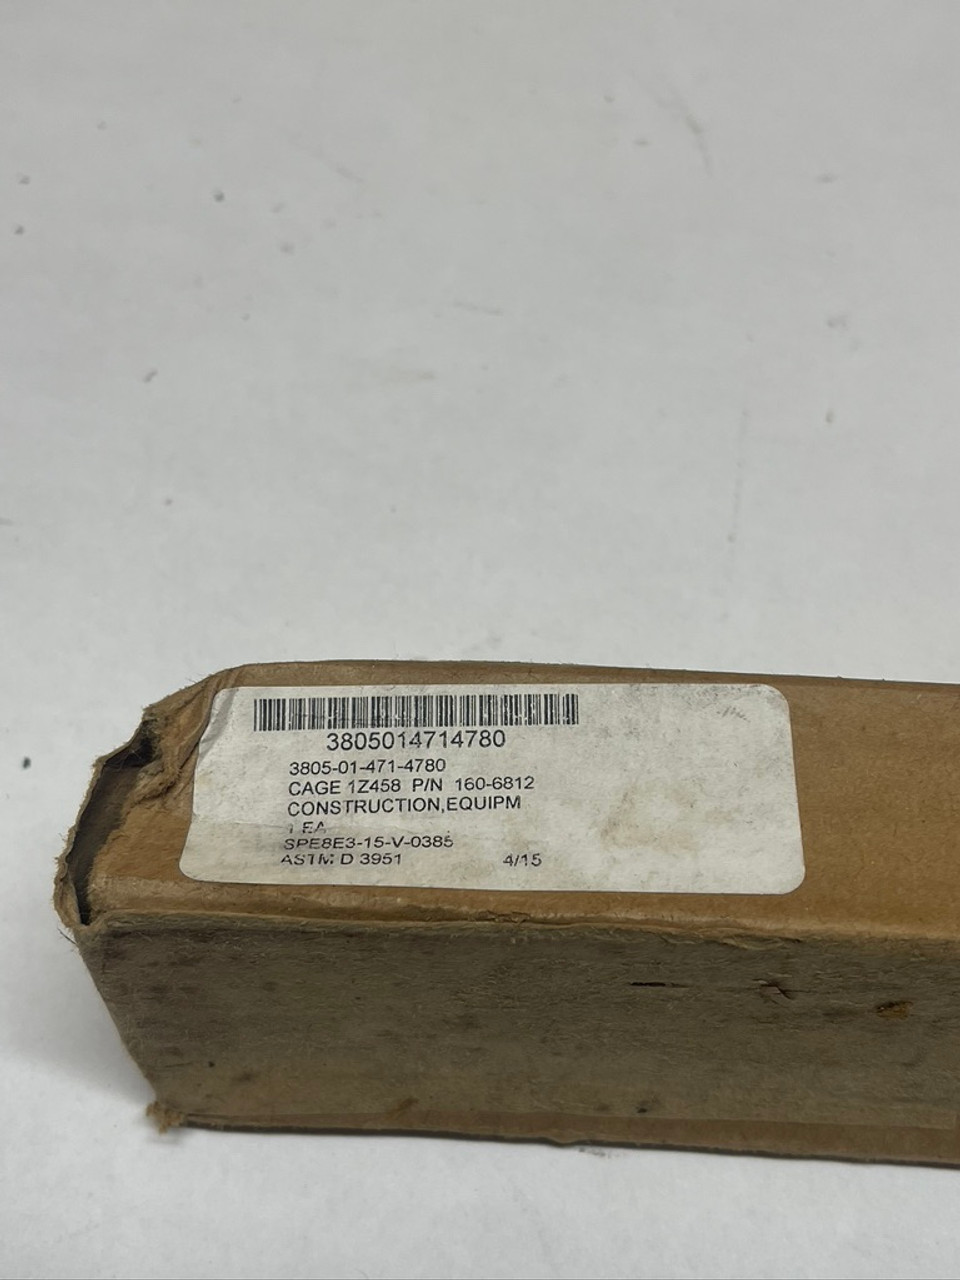 3805014714780
3805-01-471-4780
CAGE 1Z458 P/N 160-6812
CONSTRUCTION,EQUIPM
1 EA
SPE8E3-15-V-0385
ASTM D 3951 4/15